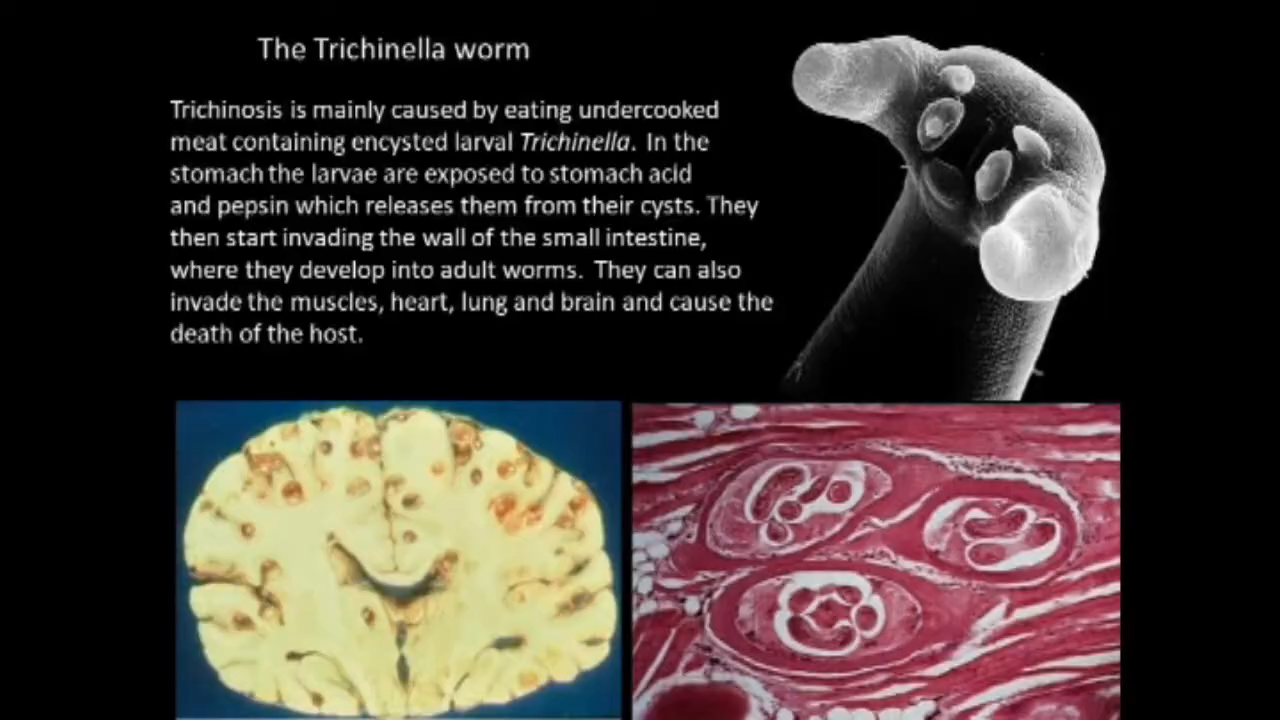 The Trichinella worm
Trichinosis is mainly caused by eating undercooked
meat containing encysted larval Trichinella. In the
stomach the larvae are exposed to stomach acid
and pepsin which releases them from their cysts. They
then start invading the wall of the small intestine,
where they develop into adult worms. They can also
invade the muscles, heart, lung and brain and cause the
death of the host.